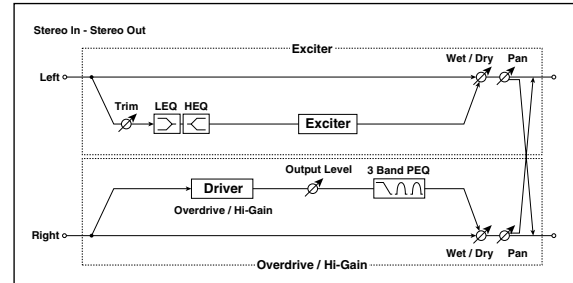 Stereo In - Stereo Out
Exciter
Wet / Dry Pan
Left
Trim LEQ HEQ
Exciter
Output Level 3 Band PEQ
Driver
Overdrive / Hi-Gain
Right
Wet / Dry Pan
Overdrive / Hi-Gain